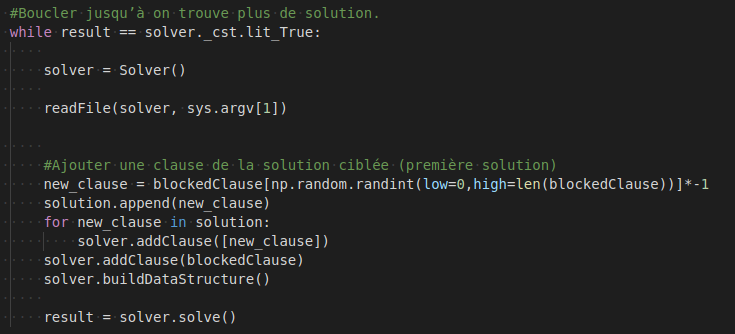 #Boucler jusqu’à on trouve plus de solution.
while result == solver._cst.lit_True:
solver = Solver()
readFile(solver, sys.argv[1])
#Ajouter une clause de la solution ciblée (première solution)
new_clause = blockedClause[np.random.randint(low=0,high=len(blockedClause))]*-1
solution.append(new_clause)
for new_clause in solution:
solver.addClause([new_clause])
solver.addClause(blockedClause)
solver.buildDataStructure()
result = solver.solve()